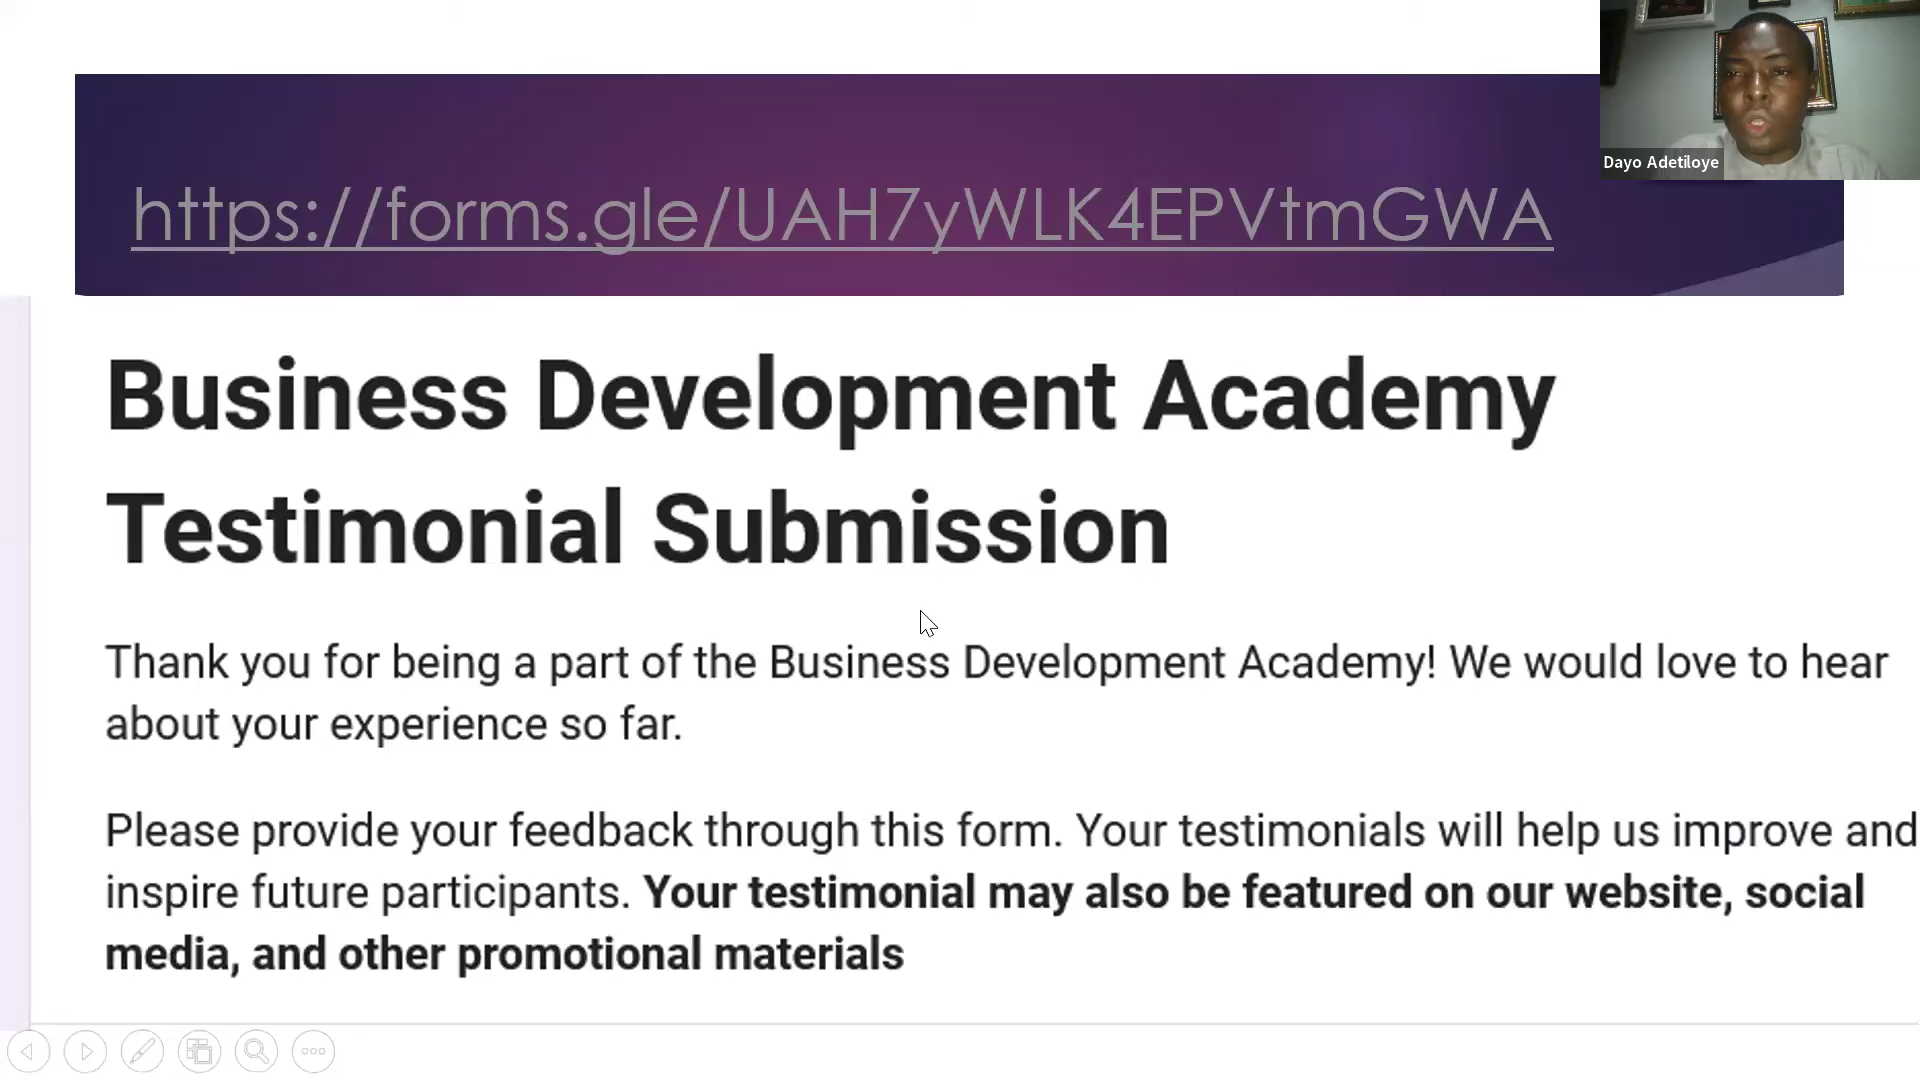 https://forms.gle/UAH7yWLK4EPVtmGWA
Dayo Adetiloye
Business Development Academy
Testimonial Submission
Thank you for being a part of the Business Development Academy! We would love to hear
about your experience so far.
Please provide your feedback through this form. Your testimonials will help us improve and
inspire future participants. Your testimonial may also be featured on our website, social
media, and other promotional materials